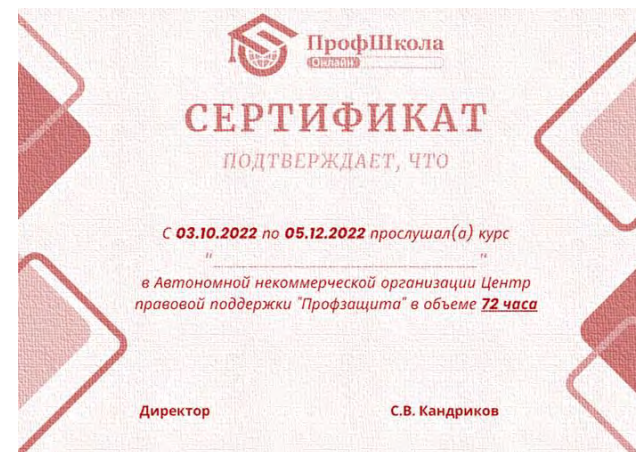 ПрофШкола
Онлайн
СЕРТИФИКАТ
ПОДТВЕРЖДАЕТ, ЧТО
С 03.10.2022 по 05.12.2022 прослушал(а) курс
" "
в Автономной некоммерческой организации Центр
правовой поддержки "Профзащита" в объеме 72 часа
Директор С.В. Кандриков